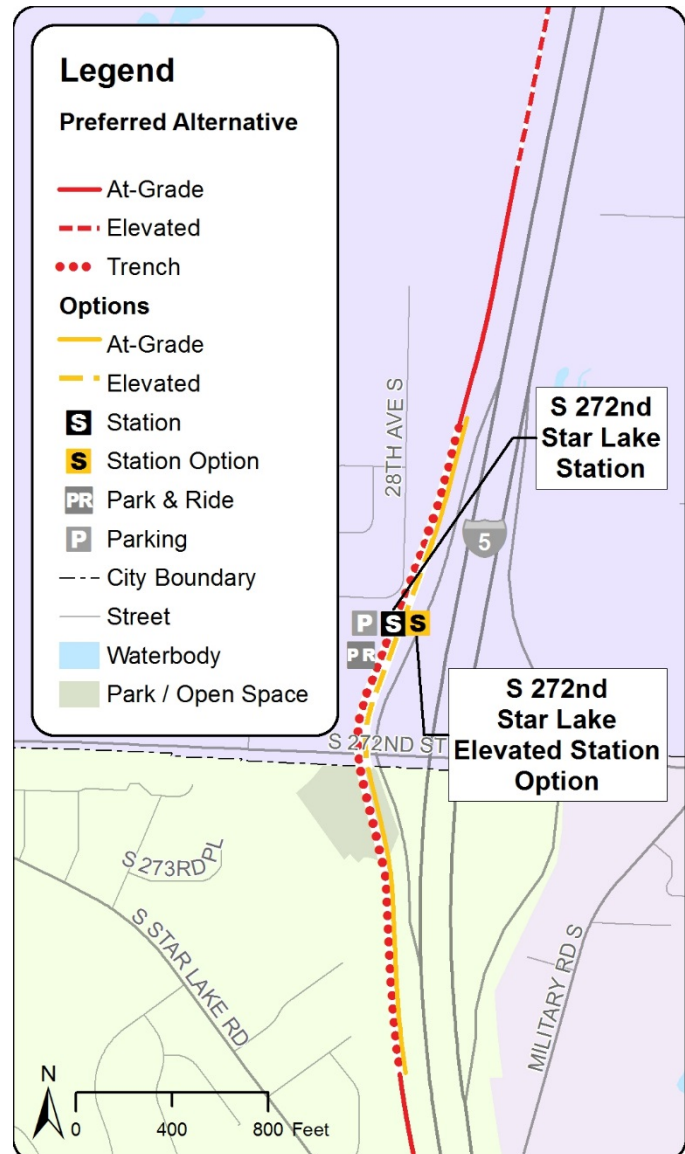 Legend
Preferred Alternative
At-Grade
Elevated
Trench
Options
At-Grade
Elevated
S Station
S Station Option
PR Park & Ride
P Parking
City Boundary
Street
Waterbody
Park / Open Space
28TH AVE S
S 272nd
Star Lake
Station
5
P S S
PR
S 272nd
Star Lake
Elevated Station
Option
S 272ND ST
S 273RD PL
S STAR LAKE RD
MILITARY RD S
N
0 400 800 Feet